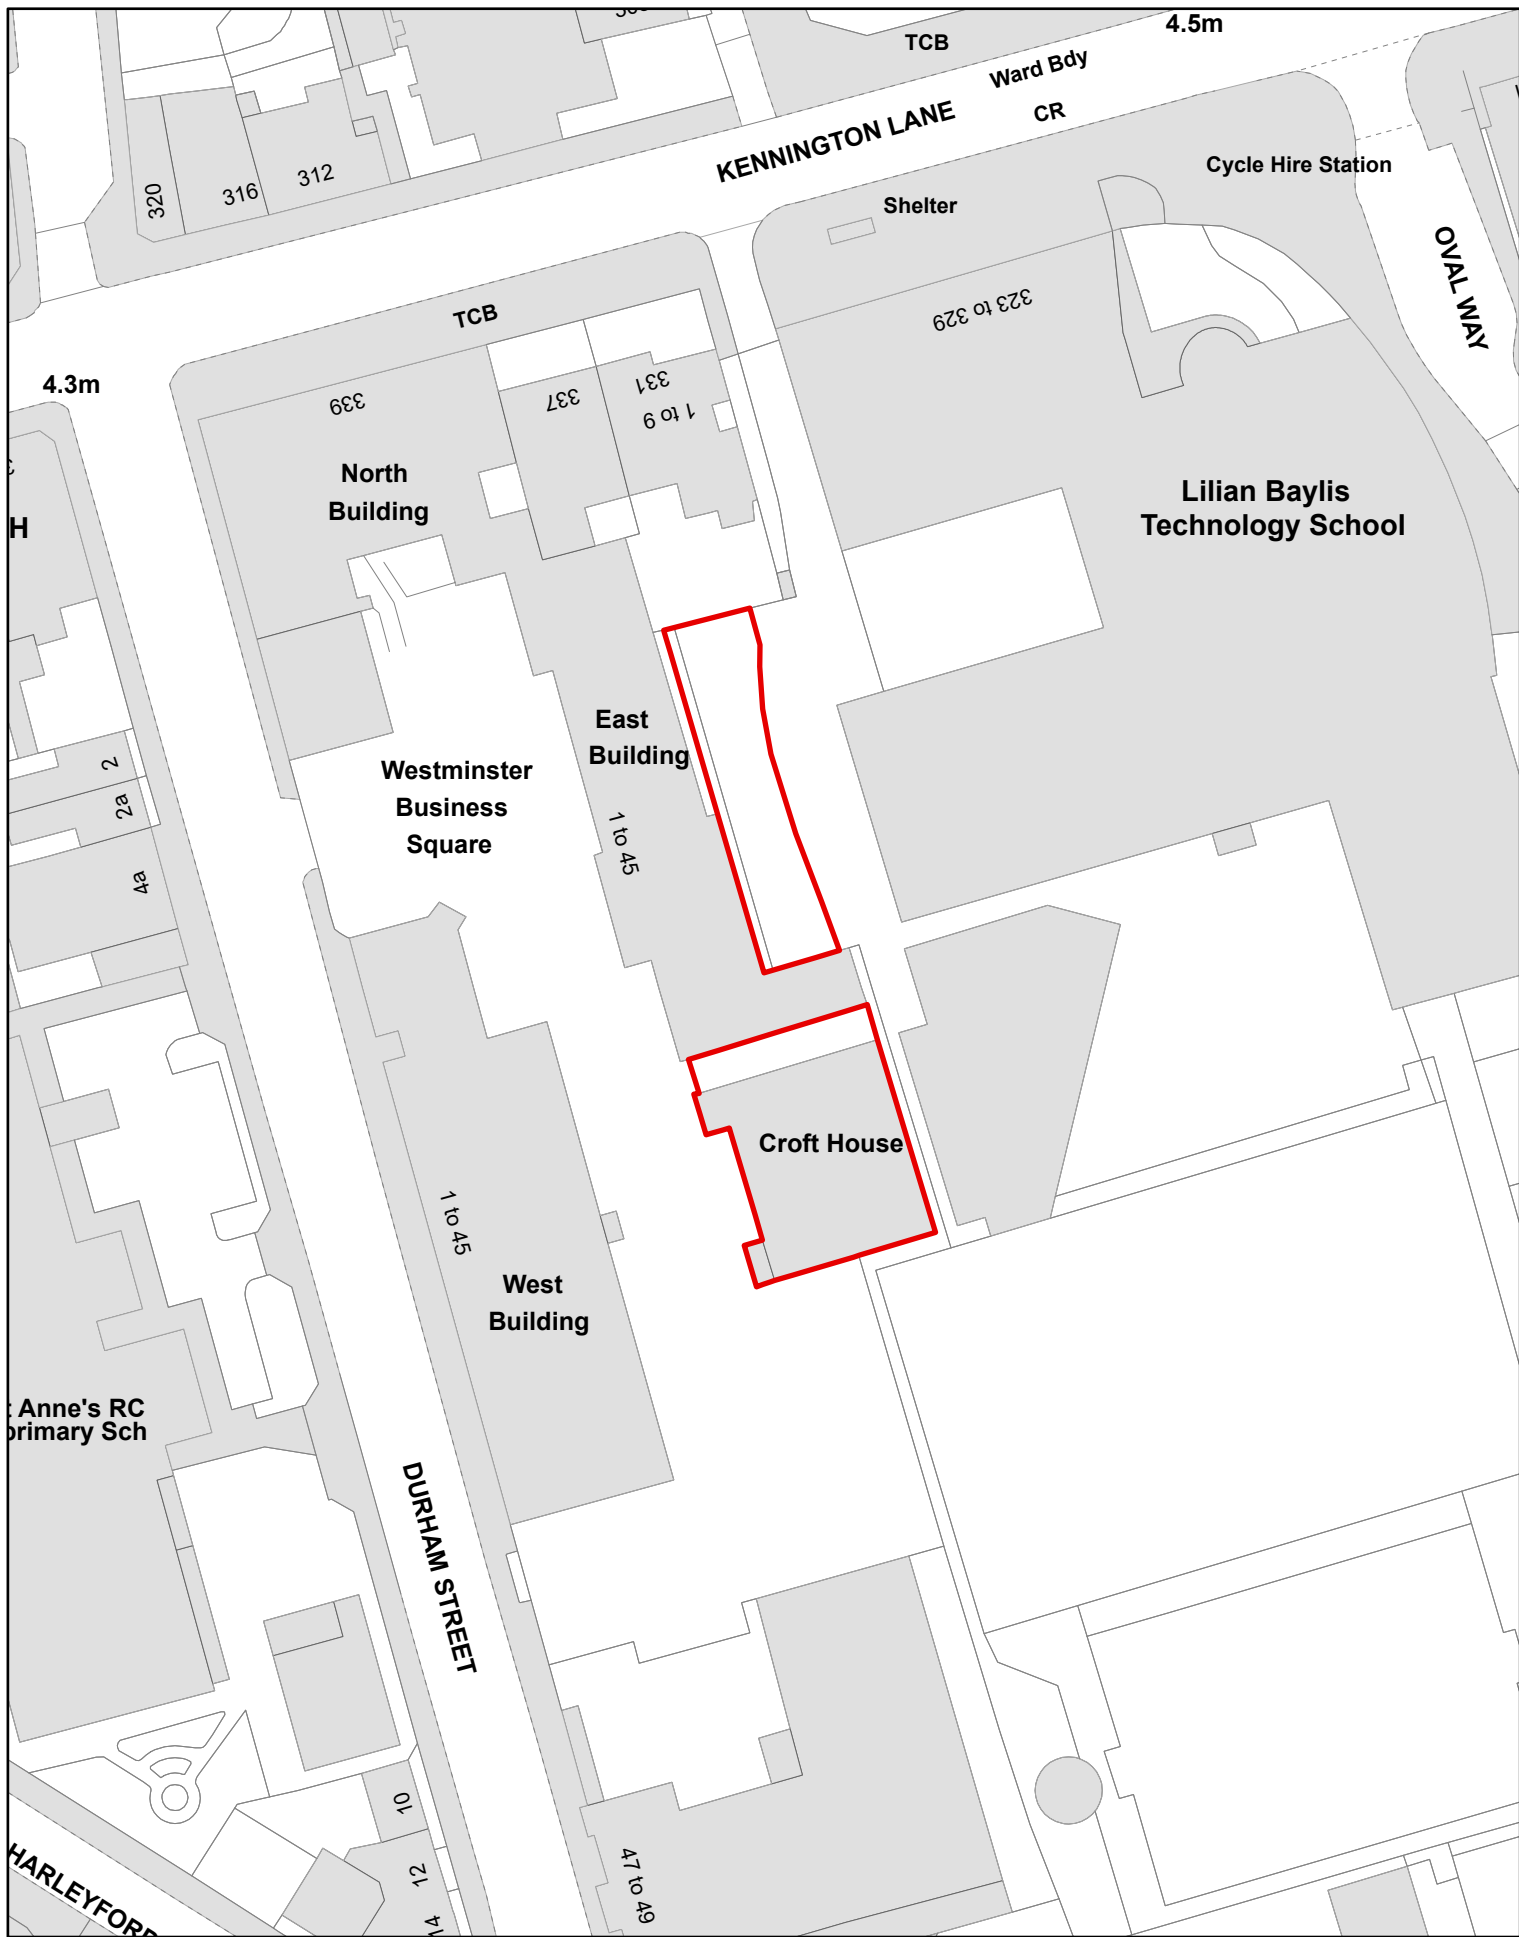 4.5m
TCB
Ward Bdy
KENNINGTON LANE
CR
Cycle Hire Station
320
316
312
Shelter
OVAL WAY
323 to 329
TCB
4.3m
339
337
331
1 to 9
North
Building
H
Lilian Baylis
Technology School
East
Building
2
2a
4a
Westminster
Business
Square
1 to 45
Croft House
1 to 45
West
Building
Anne's RC
primary Sch
DURHAM STREET
10
12
14
47 to 49
HARLEYFORD